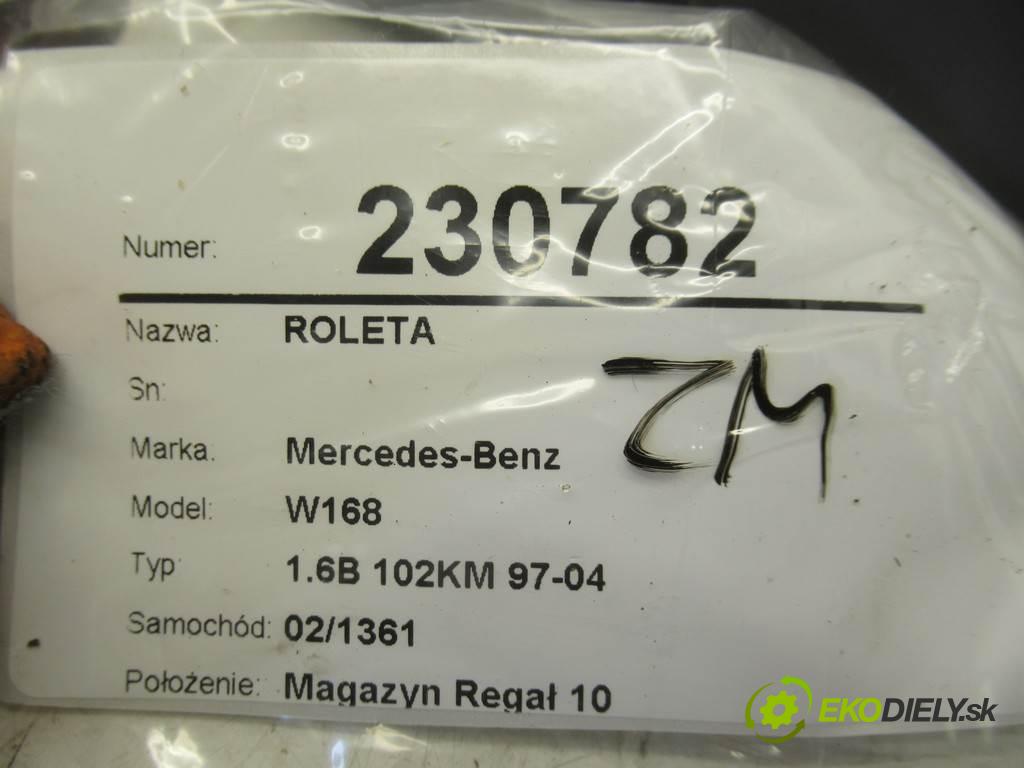 Numer: 230782
Nazwa: ROLETA
Sn:
ZM
Marka: Mercedes-Benz
Model: W168
Typ: 1.6B 102KM 97-04
Samochód: 02/1361
Położenie: Magazyn Regał 10
EKODIELY.sk